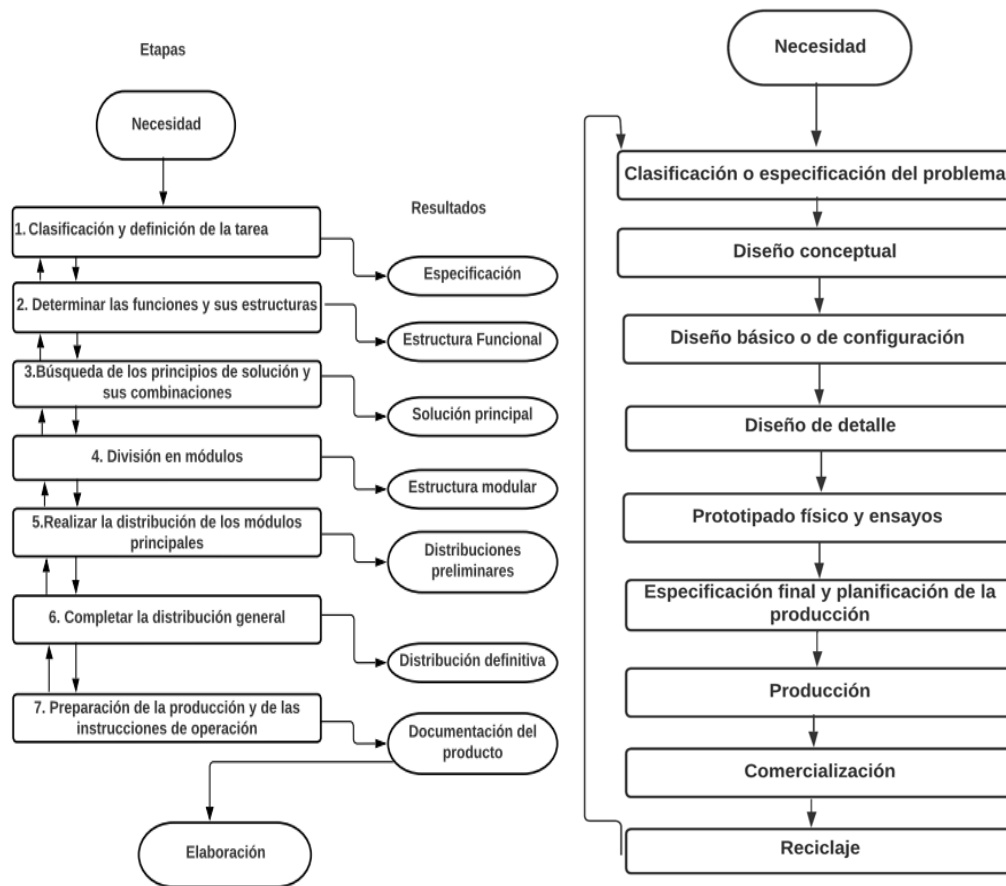 Etapas
Necesidad
Resultados
1. Clasificación y definición de la tarea
Especificación
2. Determinar las funciones y sus estructuras
Estructura Funcional
3.Búsqueda de los principios de solución y
sus combinaciones
Solución principal
4. División en módulos
Estructura modular
5.Realizar la distribución de los módulos
principales
Distribuciones
preliminares
6. Completar la distribución general
Distribución definitiva
7. Preparación de la producción y de las
instrucciones de operación
Documentación del
producto
Elaboración
Necesidad
Clasificación o especificación del problema
Diseño conceptual
Diseño básico o de configuración
Diseño de detalle
Prototipado físico y ensayos
Especificación final y planificación de la
producción
Producción
Comercialización
Reciclaje